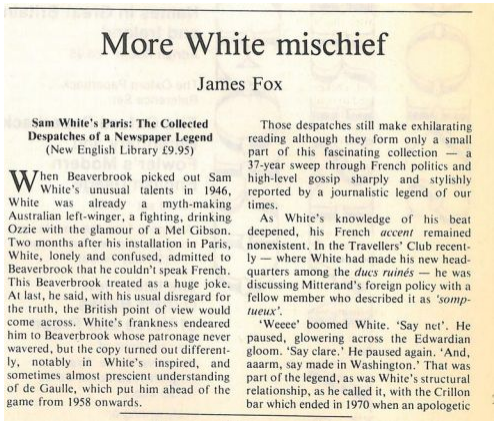 More White mischief
James Fox
Sam White's Paris: The Collected
Despatches of a Newspaper Legend
(New English Library £9.95)
When Beaverbrook picked out Sam
White's unusual talents in 1946,
White was already a myth-making
Australian left-winger, a fighting, drinking
Ozzie with the glamour of a Mel Gibson.
Two months after his installation in Paris,
White, lonely and confused, admitted to
Beaverbrook that he couldn't speak French.
This Beaverbrook treated as a huge joke.
At last, he said, with his usual disregard for
the truth, the British point of view would
come across. White's frankness endeared
him to Beaverbrook whose patronage never
wavered, but the copy turned out different-
ly, notably in White's inspired, and
sometimes almost prescient understanding
of de Gaulle, which put him ahead of the
game from 1958 onwards.
Those despatches still make exhilarating
reading although they form only a small
part of this fascinating collection — a
37-year sweep through French politics and
high-level gossip sharply and stylishly
reported by a journalistic legend of our
times.
As White's knowledge of his beat
deepened, his French accent remained
nonexistent. In the Travellers' Club recent-
ly — where White had made his new head-
quarters among the ducs ruinés — he was
discussing Mitterand's foreign policy with a
fellow member who described it as 'somp-
tueux'.
'Weeee' boomed White. 'Say net'. He
paused, glowering across the Edwardian
gloom. 'Say clare.' He paused again. 'And,
aaarm, say made in Washington.' That was
part of the legend, as was White's structural
relationship, as he called it, with the Crillon
bar which ended in 1970 when an apologetic